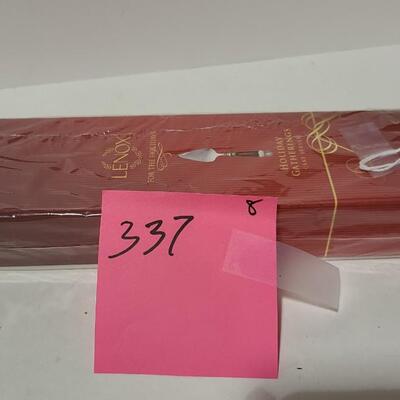 LENOX
FOR THE HOLIDAYS
HOLIDAY
GATHERINGS
337
8